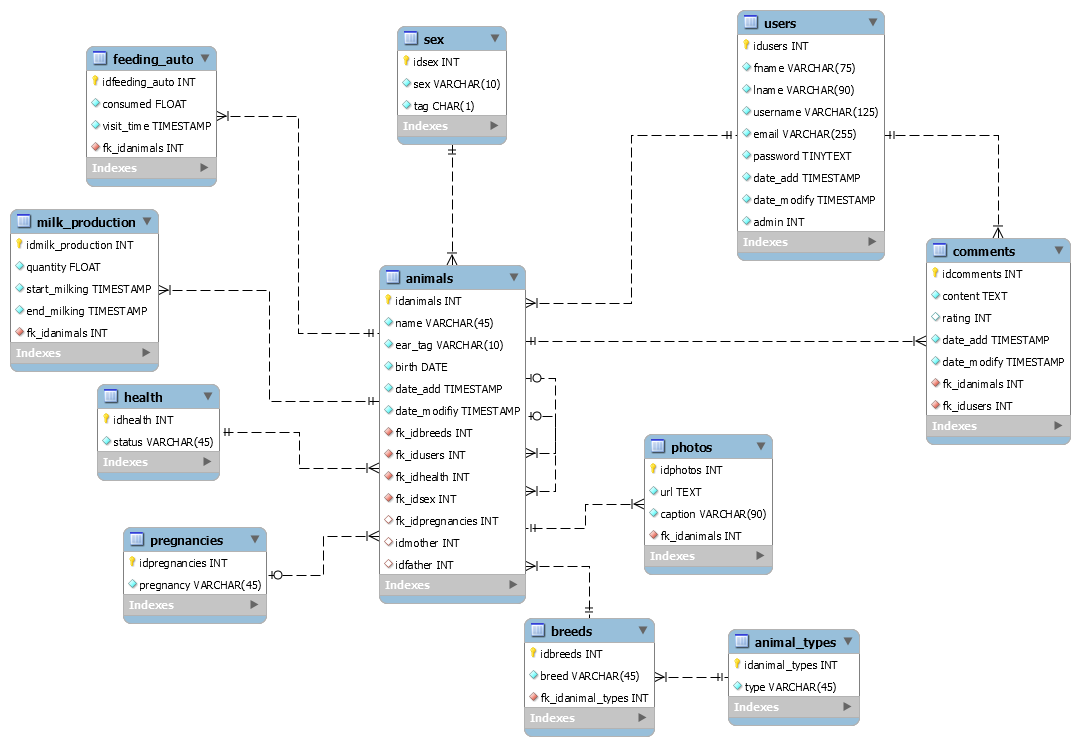 feeding_auto
idfeeding_auto INT
consumed FLOAT
visit_time TIMESTAMP
fk_idanimals INT
Indexes
sex
idsex INT
sex VARCHAR(10)
tag CHAR(1)
Indexes
users
idusers INT
fname VARCHAR(75)
lname VARCHAR(90)
username VARCHAR(125)
email VARCHAR(255)
password TINYTEXT
date_add TIMESTAMP
date_modify TIMESTAMP
admin INT
Indexes
milk_production
idmilk_production INT
quantity FLOAT
start_milking TIMESTAMP
end_milking TIMESTAMP
fk_idanimals INT
Indexes
animals
idanimals INT
name VARCHAR(45)
ear_tag VARCHAR(10)
birth DATE
date_add TIMESTAMP
date_modifiy TIMESTAMP
fk_idbreeds INT
fk_idusers INT
fk_idhealth INT
fk_idsex INT
fk_idpregnancies INT
idmother INT
idfather INT
Indexes
comments
idcomments INT
content TEXT
rating INT
date_add TIMESTAMP
date_modify TIMESTAMP
fk_idanimals INT
fk_idusers INT
Indexes
health
idhealth INT
status VARCHAR(45)
Indexes
photos
idphotos INT
url TEXT
caption VARCHAR(90)
fk_idanimals INT
Indexes
pregnancies
idpregnancies INT
pregnancy VARCHAR(45)
Indexes
breeds
idbreeds INT
breed VARCHAR(45)
fk_idanimal_types INT
Indexes
animal_types
idanimal_types INT
type VARCHAR(45)
Indexes